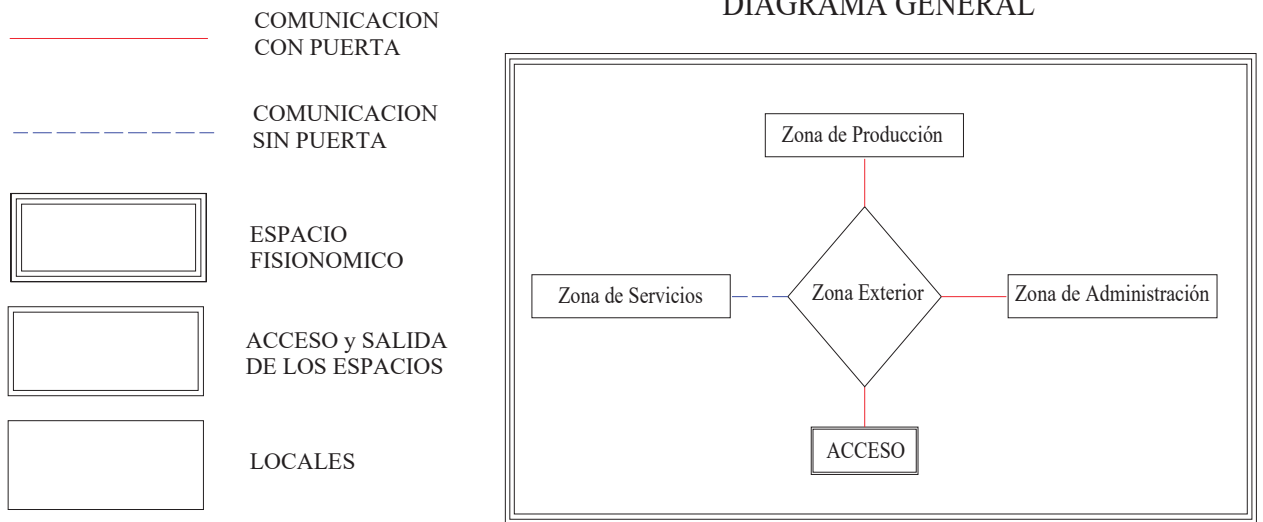 COMUNICACION
CON PUERTA
COMUNICACION
SIN PUERTA
ESPACIO
FISIONOMICO
ACCESO y SALIDA
DE LOS ESPACIOS
LOCALES
DIAGRAMA GENERAL
Zona de Producción
Zona de Servicios
Zona Exterior
Zona de Administración
ACCESO